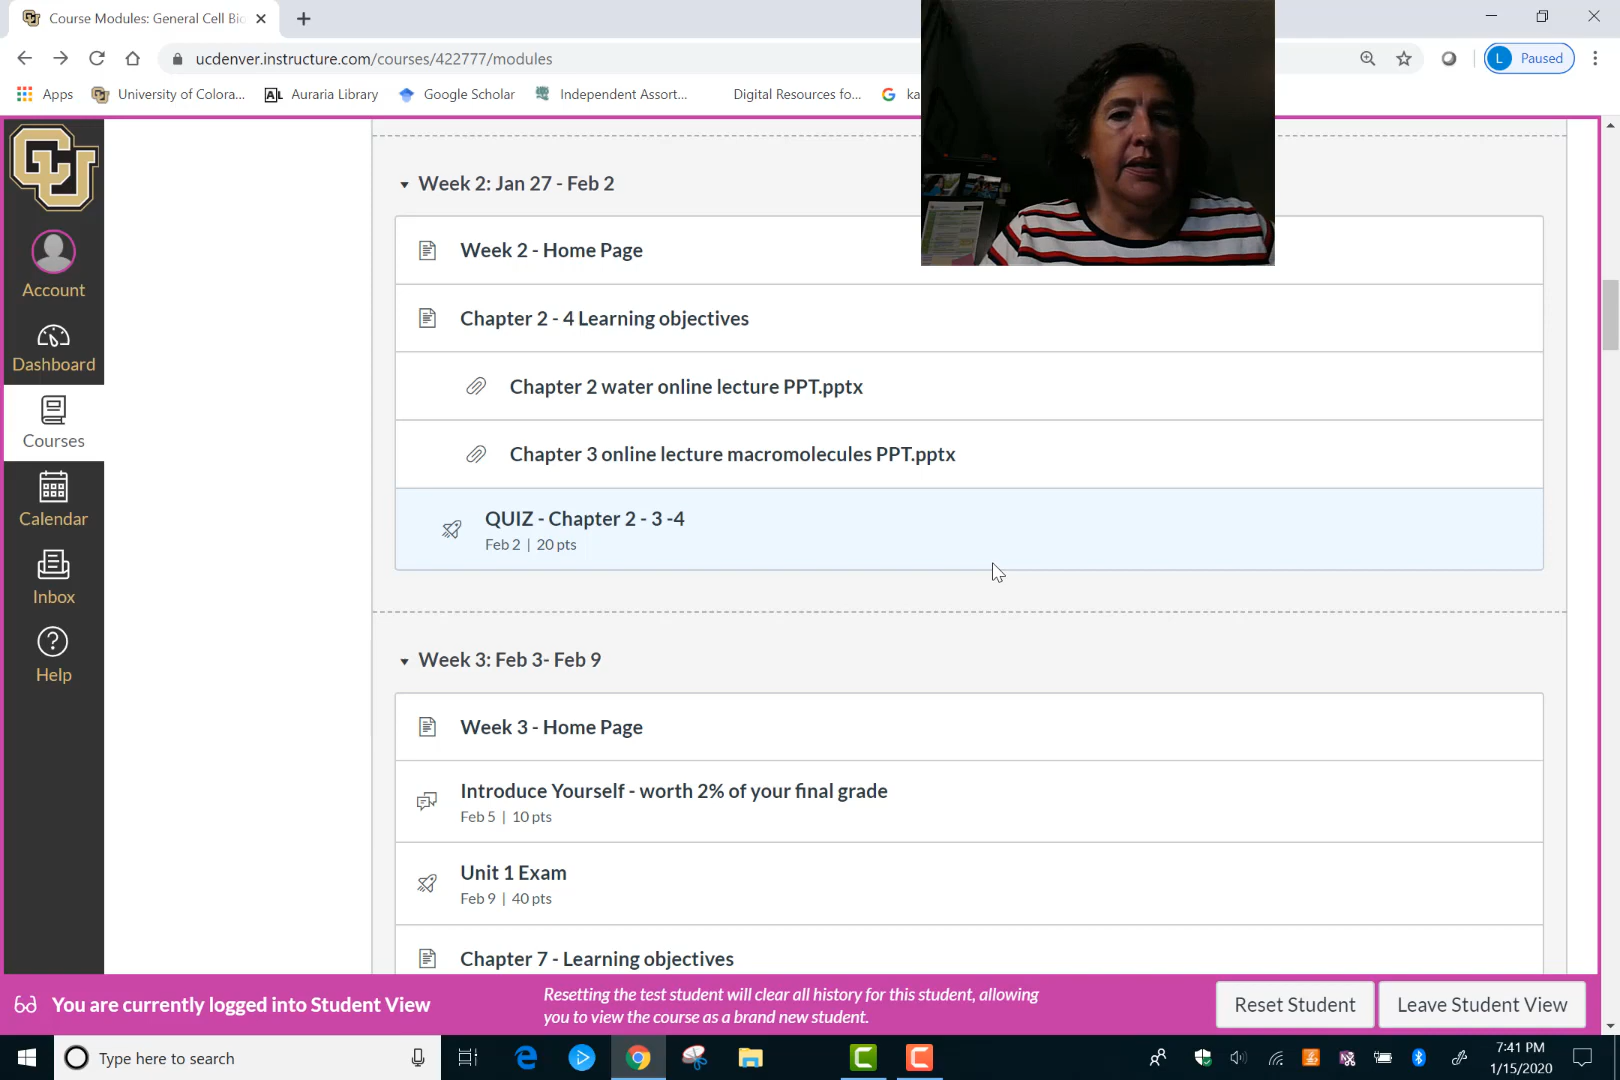 Course Modules: General Cell Bio
ucdenver.instructure.com/courses/422777/modules
L Paused
Apps
University of Colora...
AL Auraria Library
Google Scholar
Independent Assort...
Digital Resources fo...
G ka
CU
Account
Dashboard
Courses
Calendar
Inbox
? Help
Week 2: Jan 27 - Feb 2
Week 2 - Home Page
Chapter 2 - 4 Learning objectives
Chapter 2 water online lecture PPT.pptx
Chapter 3 online lecture macromolecules PPT.pptx
QUIZ - Chapter 2 - 3 -4
Feb 2 | 20 pts
Week 3: Feb 3- Feb 9
Week 3 - Home Page
Introduce Yourself - worth 2% of your final grade
Feb 5 | 10 pts
Unit 1 Exam
Feb 9 | 40 pts
Chapter 7 - Learning objectives
You are currently logged into Student View
Resetting the test student will clear all history for this student, allowing
you to view the course as a brand new student.
Reset Student
Leave Student View
Type here to search
7:41 PM
1/15/2020